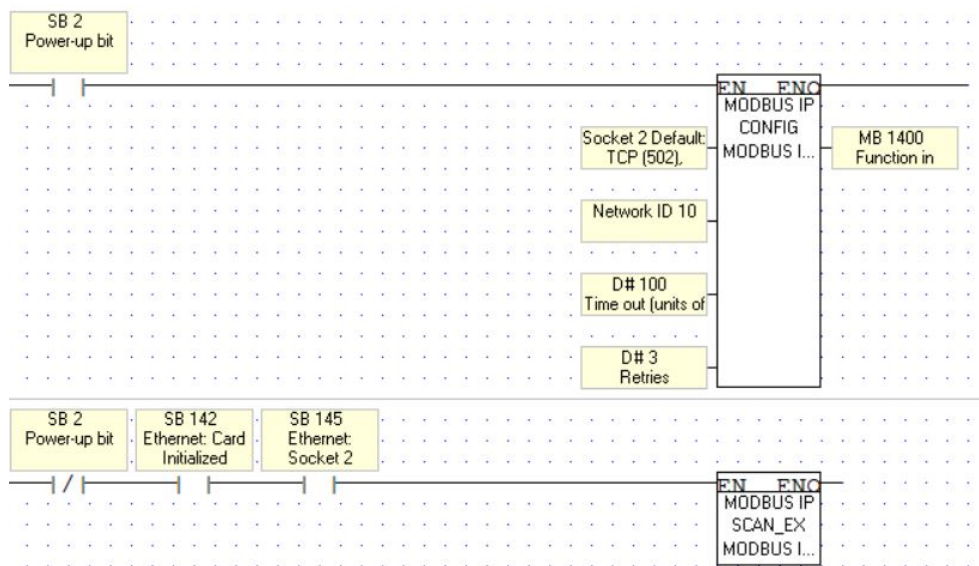 SB 2
Power-up bit
EN ENO
MODBUS IP
CONFIG
MODBUS I...
Socket 2 Default:
TCP (502),
MB 1400
Function in
Network ID 10
D# 100
Time out (units of
D# 3
Retries
SB 2
Power-up bit
SB 142
Ethernet: Card
Initialized
SB 145
Ethernet:
Socket 2
EN ENO
MODBUS IP
SCAN_EX
MODBUS I...